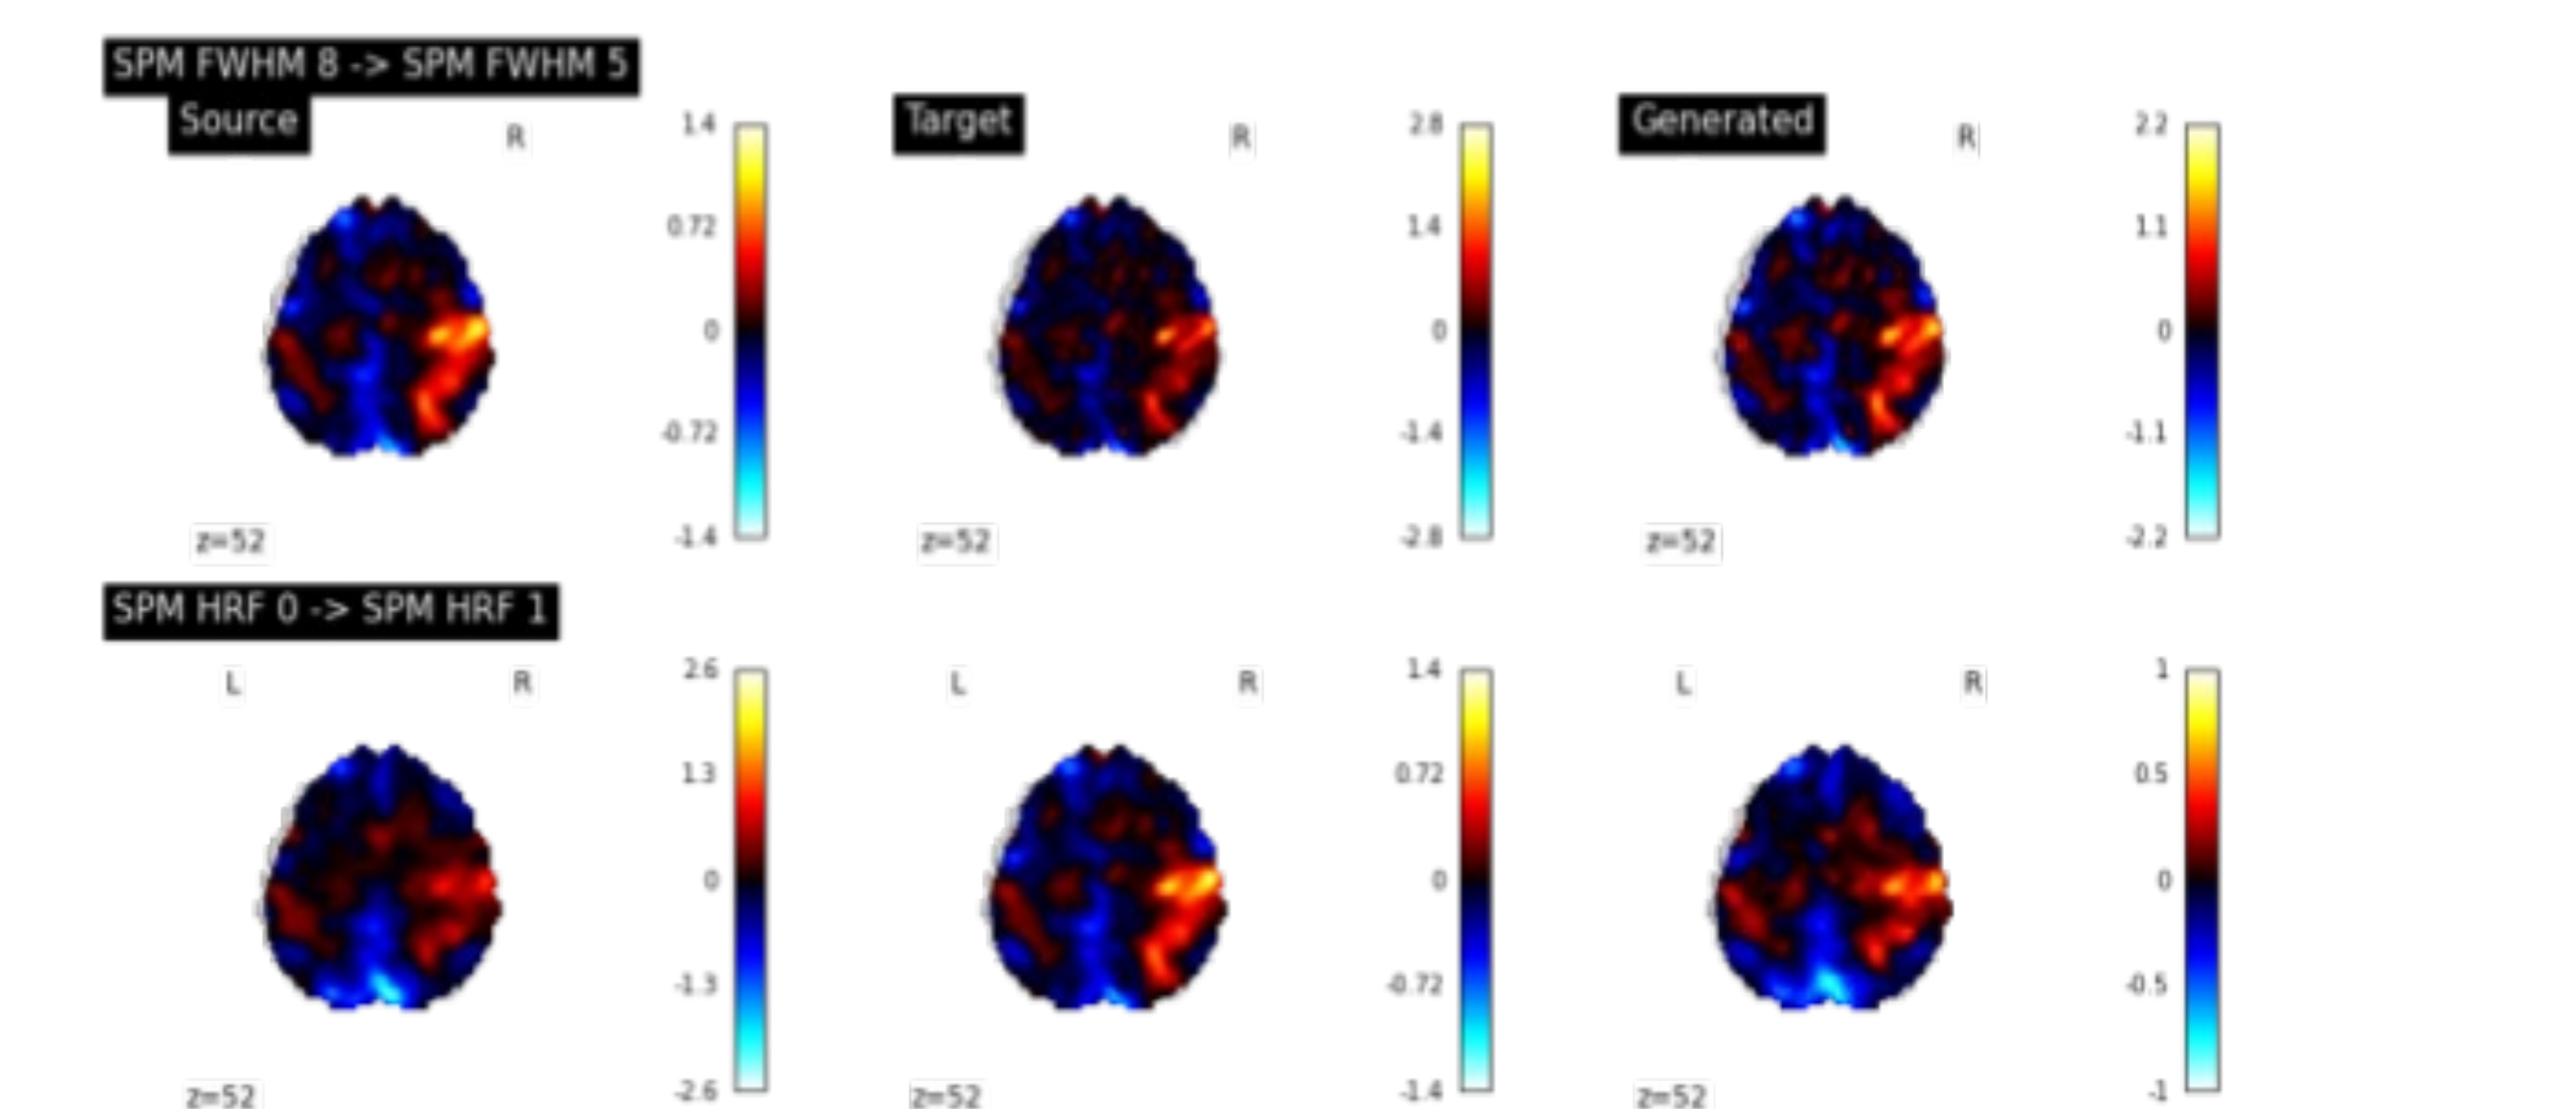 SPM FWHM 8 -> SPM FWHM 5
Source
R
1.4
0.72
0
-0.72
-1.4
z=52
Target
R
2.8
1.4
0
-1.4
-2.8
z=52
Generated
R
2.2
1.1
0
-1.1
-2.2
z=52
SPM HRF 0 -> SPM HRF 1
L
R
2.6
1.3
0
-1.3
-2.6
z=52
L
R
1.4
0.72
0
-0.72
-1.4
z=52
L
R
1
0.5
0
-0.5
-1
z=52